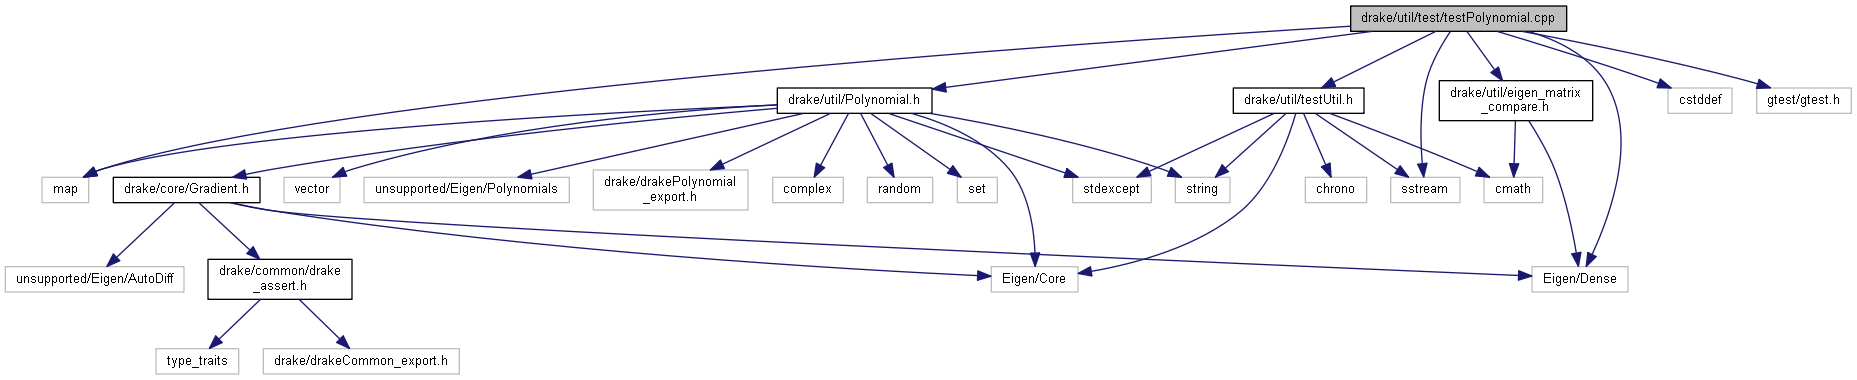 drake/util/test/testPolynomial.cpp
drake/util/Polynomial.h
drake/util/testUtil.h
drake/util/eigen_matrix
_compare.h
cstddef
gtest/gtest.h
map
drake/core/Gradient.h
vector
unsupported/Eigen/Polynomials
drake/drakePolynomial
_export.h
complex
random
set
stdexcept
string
chrono
sstream
cmath
unsupported/Eigen/AutoDiff
drake/common/drake
_assert.h
Eigen/Core
Eigen/Dense
type_traits
drake/drakeCommon_export.h